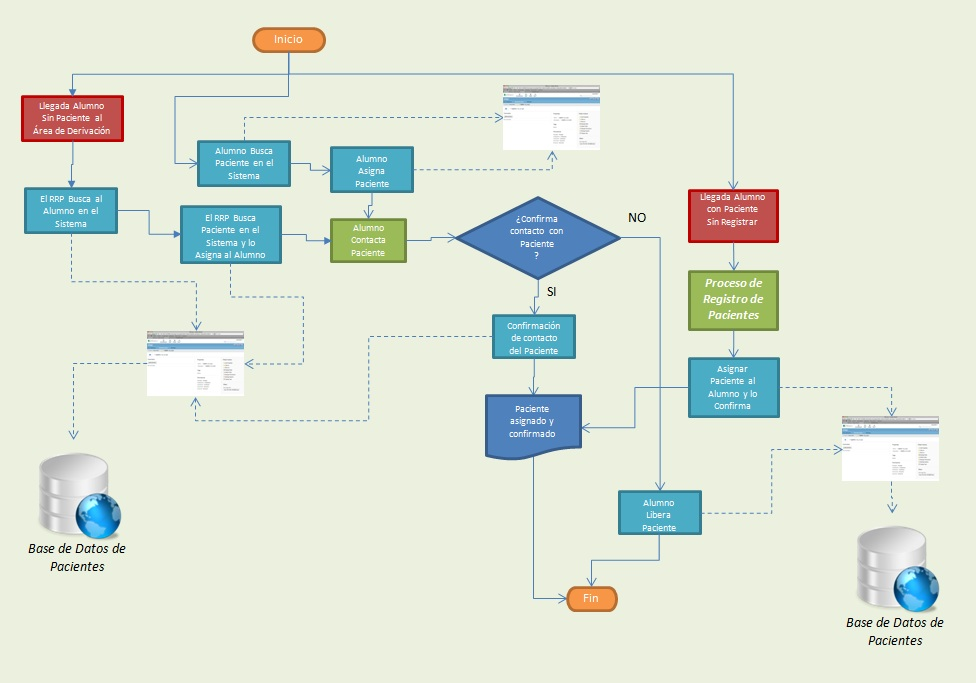 Inicio
Llegada Alumno
Sin Paciente al
Área de Derivación
Alumno Busca
Paciente en el
Sistema
Alumno
Asigna
Paciente
El RRP Busca al
Alumno en el
Sistema
El RRP Busca
Paciente en el
Sistema y lo
Asigna al Alumno
Alumno
Contacta
Paciente
¿Confirma
contacto con
Paciente
?
NO
SI
Llegada Alumno
con Paciente
Sin Registrar
Proceso de
Registro de
Pacientes
Confirmación
de contacto
del Paciente
Asignar
Paciente al
Alumno y lo
Confirma
Paciente
asignado y
confirmado
Alumno
Libera
Paciente
Base de Datos de
Pacientes
Fin
Base de Datos de
Pacientes